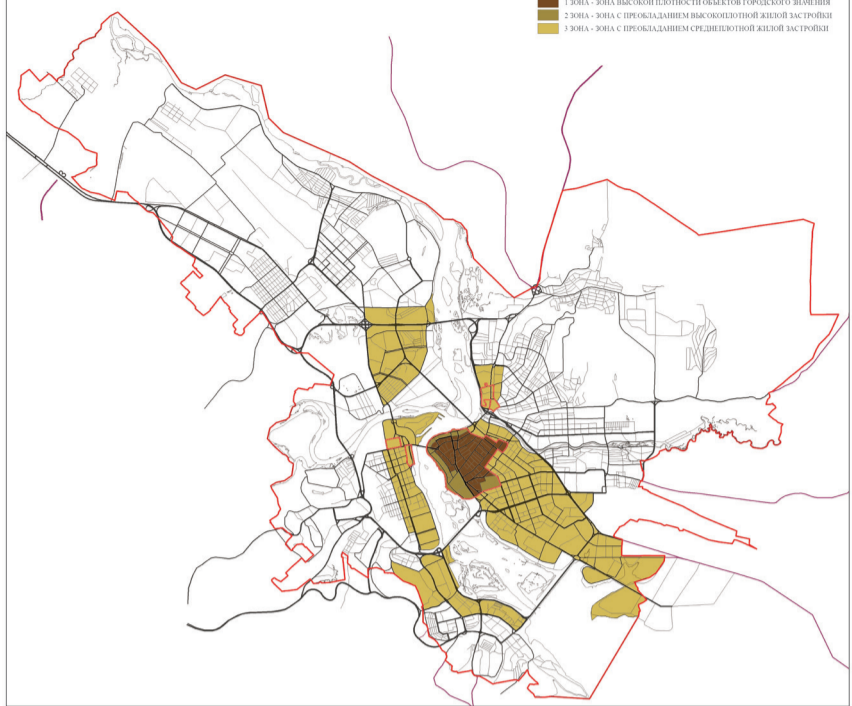 1 ЗОНА - ЗОНА ВЫСОКОЙ ПЛОТНОСТИ ОБЪЕКТОВ ГОРОДСКОГО ЗНАЧЕНИЯ
2 ЗОНА - ЗОНА С ПРЕОБЛАДАНИЕМ ВЫСОКОПЛОТНОЙ ЖИЛОЙ ЗАСТРОЙКИ
3 ЗОНА - ЗОНА С ПРЕОБЛАДАНИЕМ СРЕДНЕПЛОТНОЙ ЖИЛОЙ ЗАСТРОЙКИ